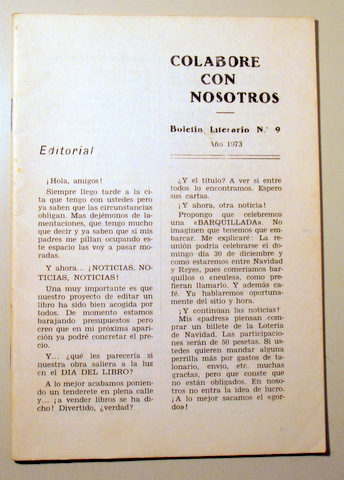 COLABORE
CON
NOSOTROS
Boletín Literario N.° 9
Año 1973
Editorial
¡Hola, amigos!
Siempre llego tarde a la ci-
ta que tengo con ustedes pero
ya saben que las circunstancias
obligan. Mas dejémonos de la-
mentaciones, que tengo mucho
que decir y ya saben que si mis
padres me pillan ocupando es-
te espacio las voy a pasar mo-
radas.
Y ahora... ¡NOTICIAS, NO-
TICIAS, NOTICIAS!
Una muy importante es que
nuestro proyecto de editar un
libro ha sido bien acogida por
todos. De momento estamos
barajando presupuestos pero
creo que en mi próxima apari-
ción ya podré concretar el pre-
cio.
Y... ¿qué les parecería si
nuestra obra saliera a la luz
en el DIA DEL LIBRO?
A lo mejor acabamos ponien-
do un tenderete en plena calle
y... ¡a vender libros se ha di-
cho! Divertido, ¿verdad?
¿Y el título? A ver si entre
todos lo encontramos. Espero
sus cartas.
¡Y ahora, otra noticia!
Propongo que celebremos
una «BARQUILLADA». No
imaginen que tenemos que em-
barcar. Me explicaré: La re-
unión podría celebrarse el do-
mingo día 30 de diciembre y
como estaremos entre Navidad
y Reyes, pues comeríamos bar-
quillos o «neules», como pre-
fieran llamarlo. Y además ca-
fé. Ya hablaremos oportuna-
mente del sitio y hora.
¡Y continúan las noticias!
Mis «padres» piensan com-
prar un billete de la Lotería
de Navidad. Las participacio-
nes serán de 50 pesetas. Si us-
tedes quieren mandar alguna
perrilla más por gastos de ta-
lonario, envío, etc. muchas
gracias, pero que conste que
no están obligados. En noso-
tros no entra la idea de lucro.
¡A lo mejor sacamos el «gor-
do»!